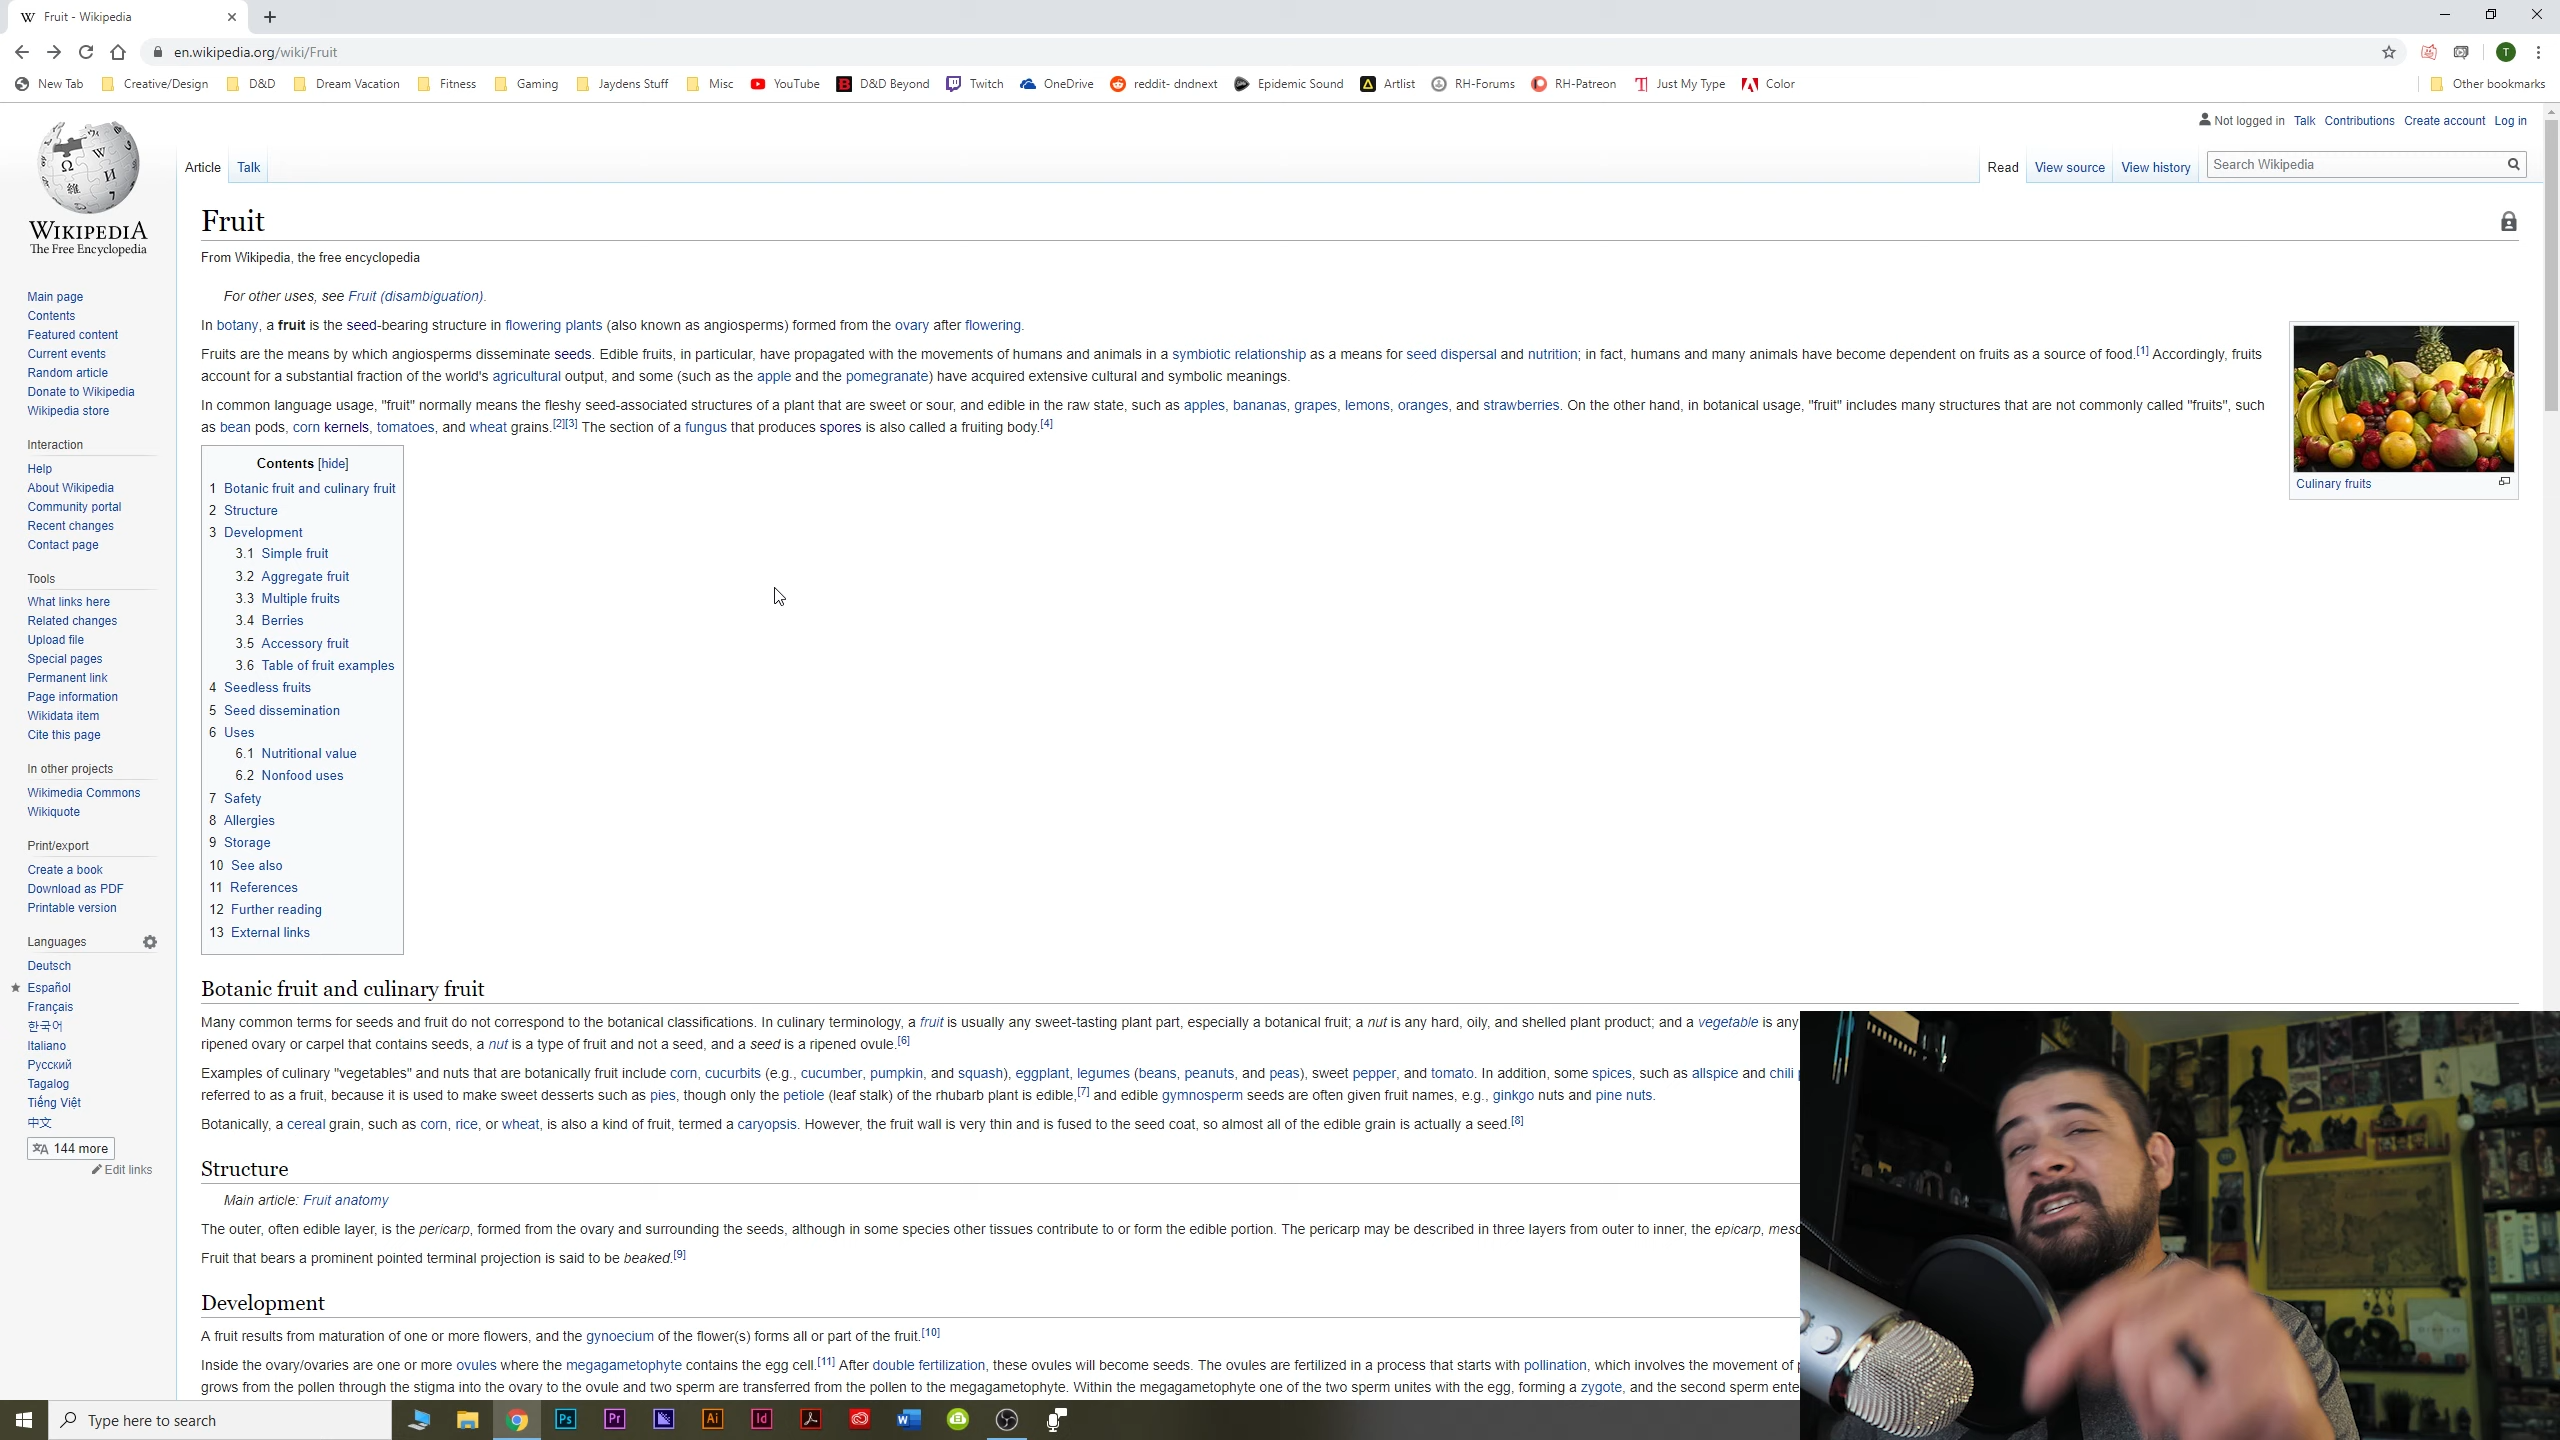 Fruit - Wikipedia
en.wikipedia.org/wiki/Fruit
New Tab Creative/Design D&D Dream Vacation Fitness Gaming Jaydens Stuff Misc YouTube D&D Beyond Twitch OneDrive reddit- dndnext Epidemic Sound Artlist RH-Forums RH-Patreon Just My Type Color Other bookmarks
Not logged in Talk Contributions Create account Log in
Article Talk Read View source View history Search Wikipedia
WIKIPEDIA
The Free Encyclopedia
Main page
Contents
Featured content
Current events
Random article
Donate to Wikipedia
Wikipedia store
Interaction
Help
About Wikipedia
Community portal
Recent changes
Contact page
Tools
What links here
Related changes
Upload file
Special pages
Permanent link
Page information
Wikidata item
Cite this page
In other projects
Wikimedia Commons
Wikiquote
Print/export
Create a book
Download as PDF
Printable version
Languages
Deutsch
Español
Français
한국어
Italiano
Русский
Tagalog
Tiếng Việt
中文
144 more
Edit links
Fruit
From Wikipedia, the free encyclopedia
For other uses, see Fruit (disambiguation).
In botany, a fruit is the seed-bearing structure in flowering plants (also known as angiosperms) formed from the ovary after flowering.
Fruits are the means by which angiosperms disseminate seeds. Edible fruits, in particular, have propagated with the movements of humans and animals in a symbiotic relationship as a means for seed dispersal and nutrition; in fact, humans and many animals have become dependent on fruits as a source of food.[1] Accordingly, fruits
account for a substantial fraction of the world's agricultural output, and some (such as the apple and the pomegranate) have acquired extensive cultural and symbolic meanings.
In common language usage, "fruit" normally means the fleshy seed-associated structures of a plant that are sweet or sour, and edible in the raw state, such as apples, bananas, grapes, lemons, oranges, and strawberries. On the other hand, in botanical usage, "fruit" includes many structures that are not commonly called "fruits", such
as bean pods, corn kernels, tomatoes, and wheat grains.[2][3] The section of a fungus that produces spores is also called a fruiting body.[4]
Culinary fruits
Contents [hide]
1 Botanic fruit and culinary fruit
2 Structure
3 Development
3.1 Simple fruit
3.2 Aggregate fruit
3.3 Multiple fruits
3.4 Berries
3.5 Accessory fruit
3.6 Table of fruit examples
4 Seedless fruits
5 Seed dissemination
6 Uses
6.1 Nutritional value
6.2 Nonfood uses
7 Safety
8 Allergies
9 Storage
10 See also
11 References
12 Further reading
13 External links
Botanic fruit and culinary fruit
Many common terms for seeds and fruit do not correspond to the botanical classifications. In culinary terminology, a fruit is usually any sweet-tasting plant part, especially a botanical fruit; a nut is any hard, oily, and shelled plant product; and a vegetable is any
ripened ovary or carpel that contains seeds, a nut is a type of fruit and not a seed, and a seed is a ripened ovule.[6]
Examples of culinary "vegetables" and nuts that are botanically fruit include corn, cucurbits (e.g., cucumber, pumpkin, and squash), eggplant, legumes (beans, peanuts, and peas), sweet pepper, and tomato. In addition, some spices, such as allspice and chili
referred to as a fruit, because it is used to make sweet desserts such as pies, though only the petiole (leaf stalk) of the rhubarb plant is edible,[7] and edible gymnosperm seeds are often given fruit names, e.g., ginkgo nuts and pine nuts.
Botanically, a cereal grain, such as corn, rice, or wheat, is also a kind of fruit, termed a caryopsis. However, the fruit wall is very thin and is fused to the seed coat, so almost all of the edible grain is actually a seed.[8]
Structure
Main article: Fruit anatomy
The outer, often edible layer, is the pericarp, formed from the ovary and surrounding the seeds, although in some species other tissues contribute to or form the edible portion. The pericarp may be described in three layers from outer to inner, the epicarp, meso
Fruit that bears a prominent pointed terminal projection is said to be beaked.[9]
Development
A fruit results from maturation of one or more flowers, and the gynoecium of the flower(s) forms all or part of the fruit.[10]
Inside the ovary/ovaries are one or more ovules where the megagametophyte contains the egg cell.[11] After double fertilization, these ovules will become seeds. The ovules are fertilized in a process that starts with pollination, which involves the movement of
grows from the pollen through the stigma into the ovary to the ovule and two sperm are transferred from the pollen to the megagametophyte. Within the megagametophyte one of the two sperm unites with the egg, forming a zygote, and the second sperm ente
Type here to search